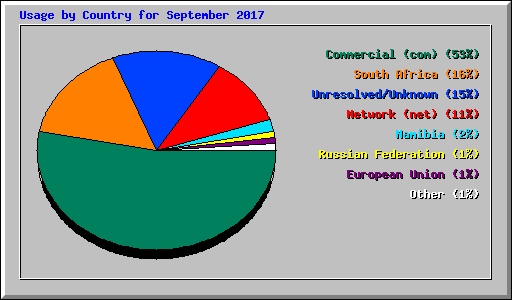 Usage by Country for September 2017
Commercial (com) (53%)
South Africa (16%)
Unresolved/Unknown (15%)
Network (net) (11%)
Namibia (2%)
Russian Federation (1%)
European Union (1%)
Other (1%)